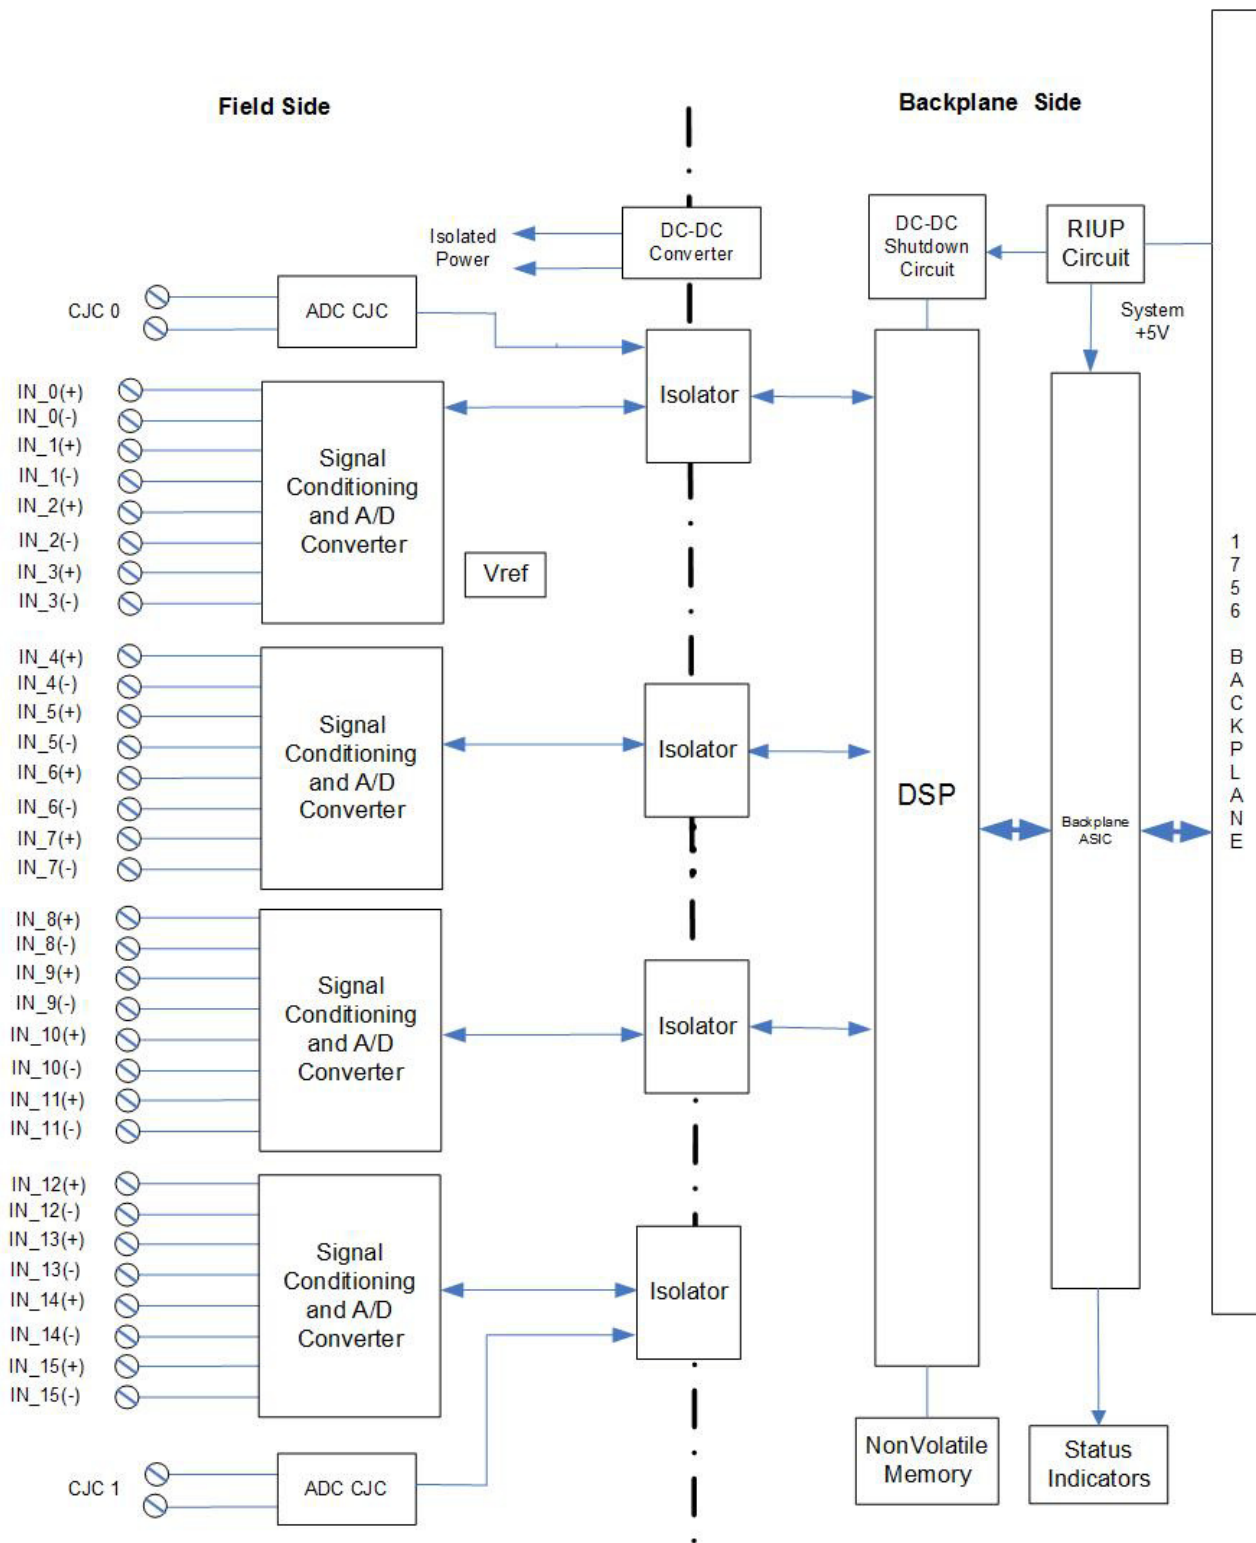 Field Side
Backplane Side
Isolated
Power
DC-DC
Converter
DC-DC
Shutdown
Circuit
RIUP
Circuit
System
+5V
CJC 0
ADC CJC
Isolator
IN_0(+)
IN_0(-)
IN_1(+)
IN_1(-)
IN_2(+)
IN_2(-)
IN_3(+)
IN_3(-)
Signal
Conditioning
and A/D
Converter
Vref
IN_4(+)
IN_4(-)
IN_5(+)
IN_5(-)
IN_6(+)
IN_6(-)
IN_7(+)
IN_7(-)
Signal
Conditioning
and A/D
Converter
Isolator
DSP
Backplane
ASIC
1756 BACKPLANE
IN_8(+)
IN_8(-)
IN_9(+)
IN_9(-)
IN_10(+)
IN_10(-)
IN_11(+)
IN_11(-)
Signal
Conditioning
and A/D
Converter
Isolator
IN_12(+)
IN_12(-)
IN_13(+)
IN_13(-)
IN_14(+)
IN_14(-)
IN_15(+)
IN_15(-)
Signal
Conditioning
and A/D
Converter
Isolator
CJC 1
ADC CJC
NonVolatile
Memory
Status
Indicators